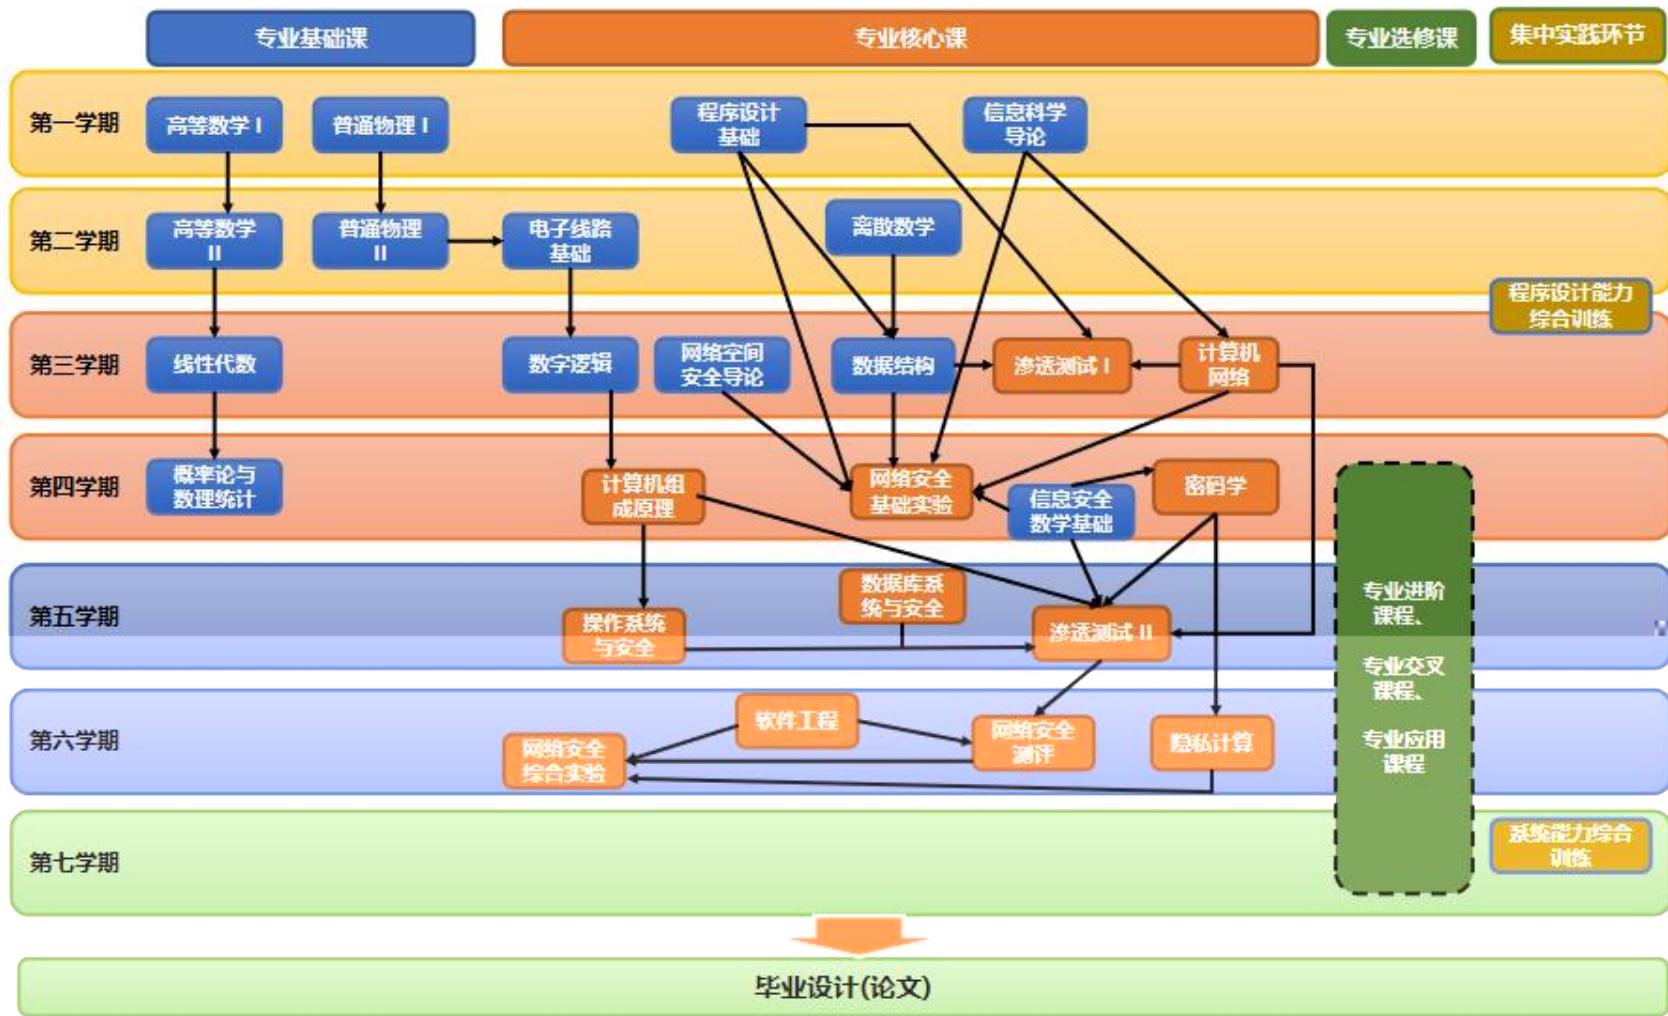 专业基础课
专业核心课
专业选修课
集中实践环节
第一学期
高等数学 I
普通物理 I
程序设计
基础
信息科学
导论
第二学期
高等数学
II
普通物理
II
电子线路
基础
离散数学
程序设计能力
综合训练
第三学期
线性代数
数字逻辑
网络空间
安全导论
数据结构
渗透测试 I
计算机
网络
第四学期
概率论与
数理统计
计算机组
成原理
网络安全
基础实验
信息安全
数学基础
密码学
第五学期
操作系统
与安全
数据库系
统与安全
渗透测试 II
专业进阶
课程、
专业交叉
课程、
专业应用
课程
第六学期
网络安全
综合实验
软件工程
网络安全
测评
隐私计算
第七学期
系统能力综合
训练
毕业设计(论文)